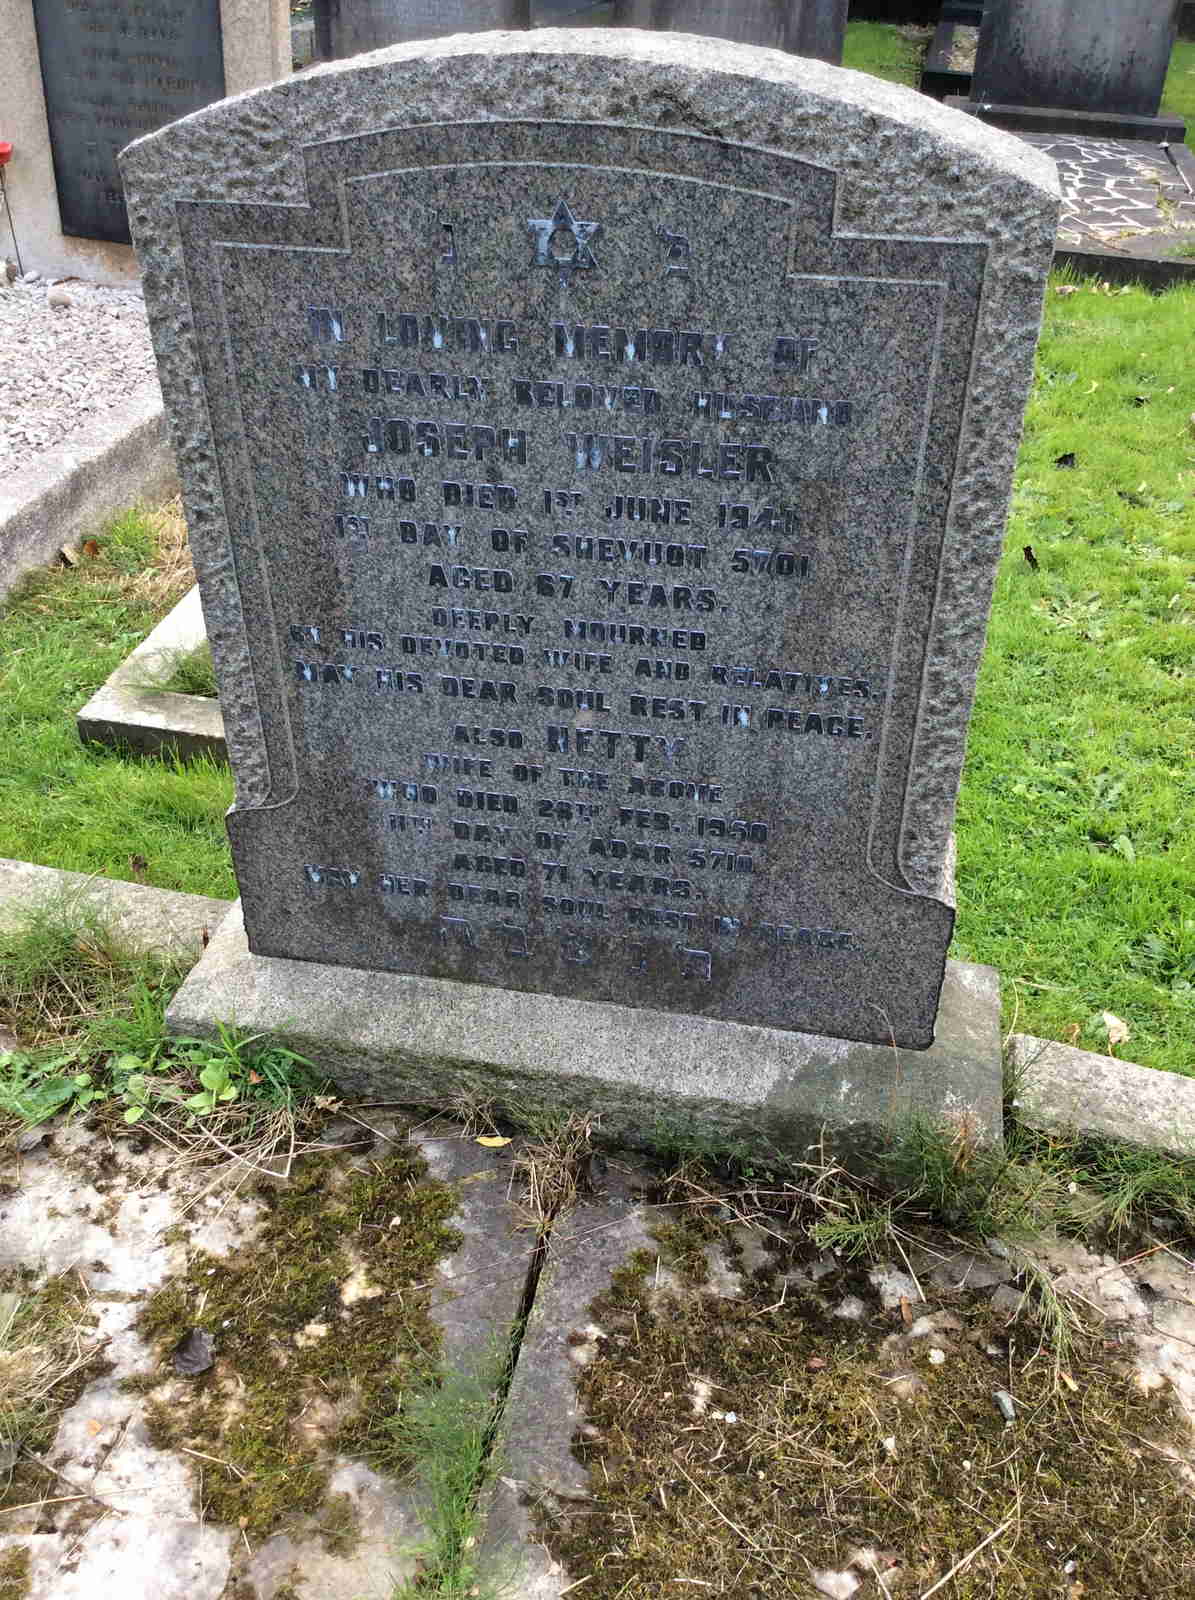 נ פ
IN LOVING MEMORY OF
MY DEARLY BELOVED HUSBAND
JOSEPH WEISLER
WHO DIED 1ST JUNE 1941
1ST DAY OF SHEVUOT 5701
AGED 67 YEARS.
DEEPLY MOURNED
BY HIS DEVOTED WIFE AND RELATIVES.
MAY HIS DEAR SOUL REST IN PEACE.
ALSO NETTY
WIFE OF THE ABOVE
WHO DIED 28TH FEB. 1950
11TH DAY OF ADAR 5710
AGED 71 YEARS.
MAY HER DEAR SOUL REST IN PEACE.
ת נ צ ב ה